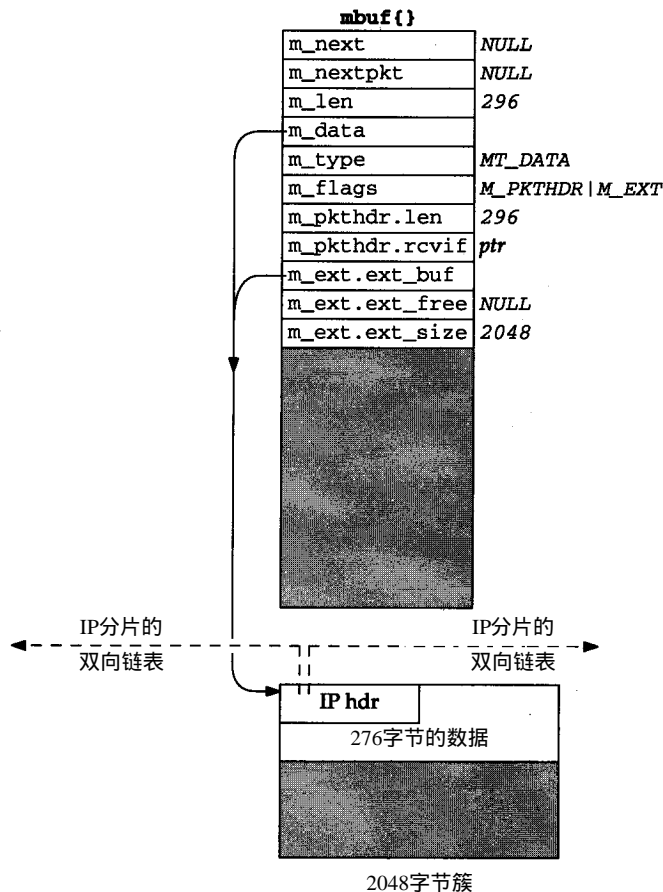 mbuf{}
m_next NULL
m_nextpkt NULL
m_len 296
m_data
m_type MT_DATA
m_flags M_PKTHDR|M_EXT
m_pkthdr.len 296
m_pkthdr.rcvif ptr
m_ext.ext_buf
m_ext.ext_free NULL
m_ext.ext_size 2048
IP分片的
双向链表
IP分片的
双向链表
IP hdr
276字节的数据
2048字节簇